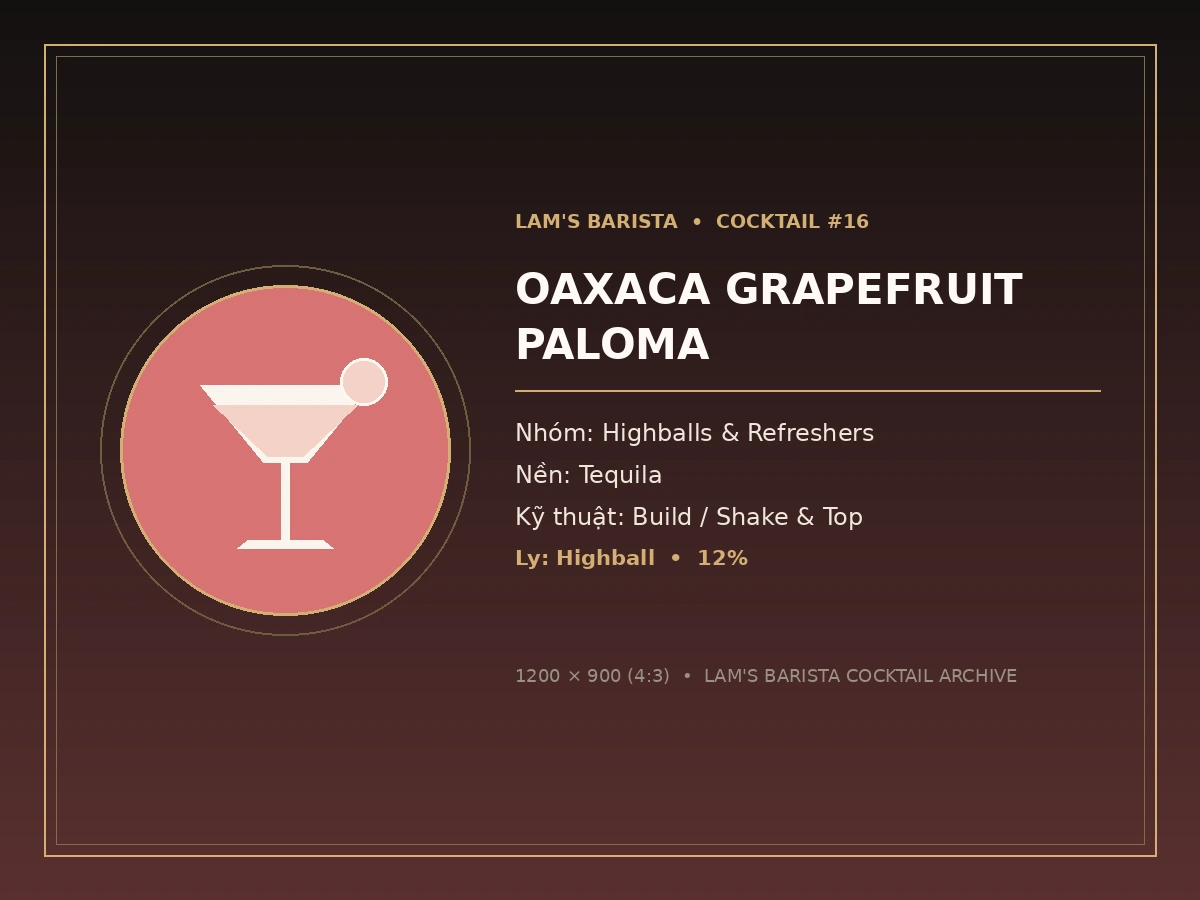 LAM'S BARISTA • COCKTAIL #16
OAXACA GRAPEFRUIT
PALOMA
Nhóm: Highballs & Refreshers
Nền: Tequila
Kỹ thuật: Build / Shake & Top
Ly: Highball • 12%
1200 × 900 (4:3) • LAM'S BARISTA COCKTAIL ARCHIVE